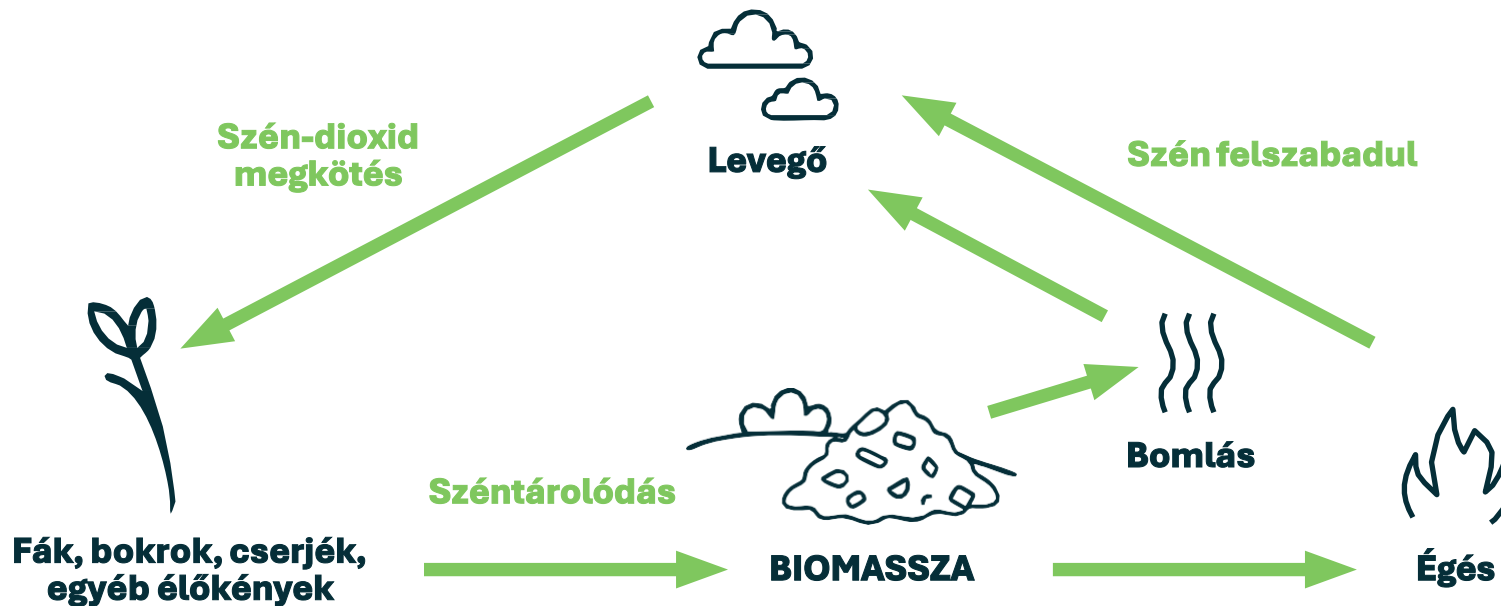 Szén-dioxid
megkötés
Levegő
Szén felszabadul
Bomlás
Széntárolódás
Fák, bokrok, cserjék,
egyéb élőkények
BIOMASSZA
Égés